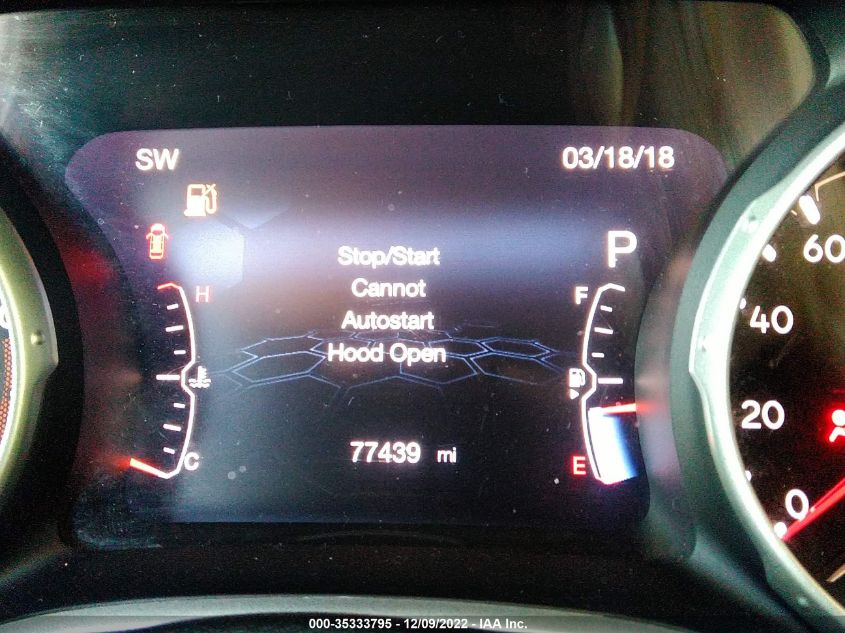 SW 03/18/18
Stop/Start P
Cannot
H F
Autostart
Hood Open
60
40
20
0
C E
77439 mi
000-35333795 - 12/09/2022 - IAA Inc.